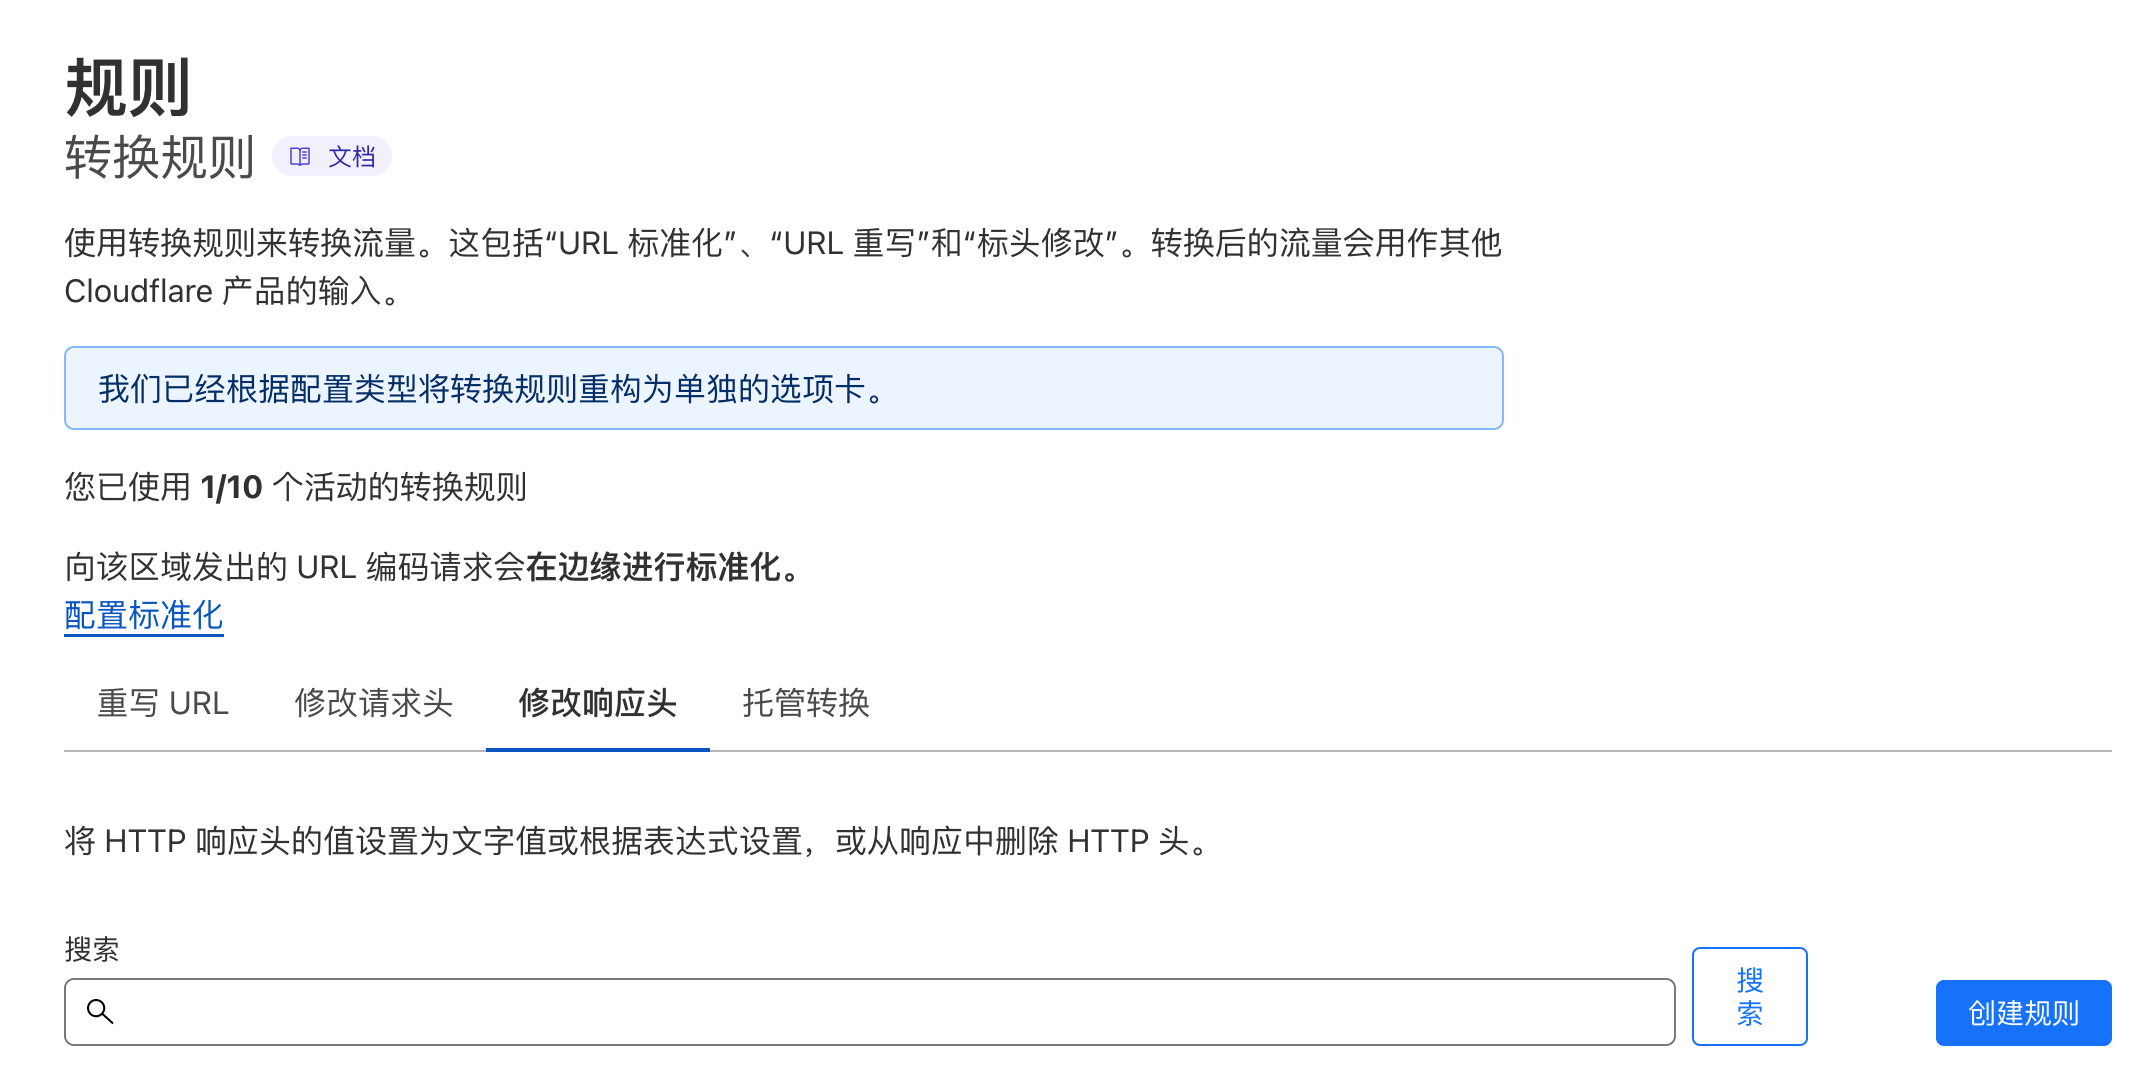 规则
转换规则 文档
使用转换规则来转换流量。这包括“URL 标准化”、“URL 重写”和“标头修改”。转换后的流量会用作其他
Cloudflare 产品的输入。
我们已经根据配置类型将转换规则重构为单独的选项卡。
您已使用 1/10 个活动的转换规则
向该区域发出的 URL 编码请求会在边缘进行标准化。
配置标准化
重写 URL 修改请求头 修改响应头 托管转换
将 HTTP 响应头的值设置为文字值或根据表达式设置，或从响应中删除 HTTP 头。
搜索
搜
索
创建规则